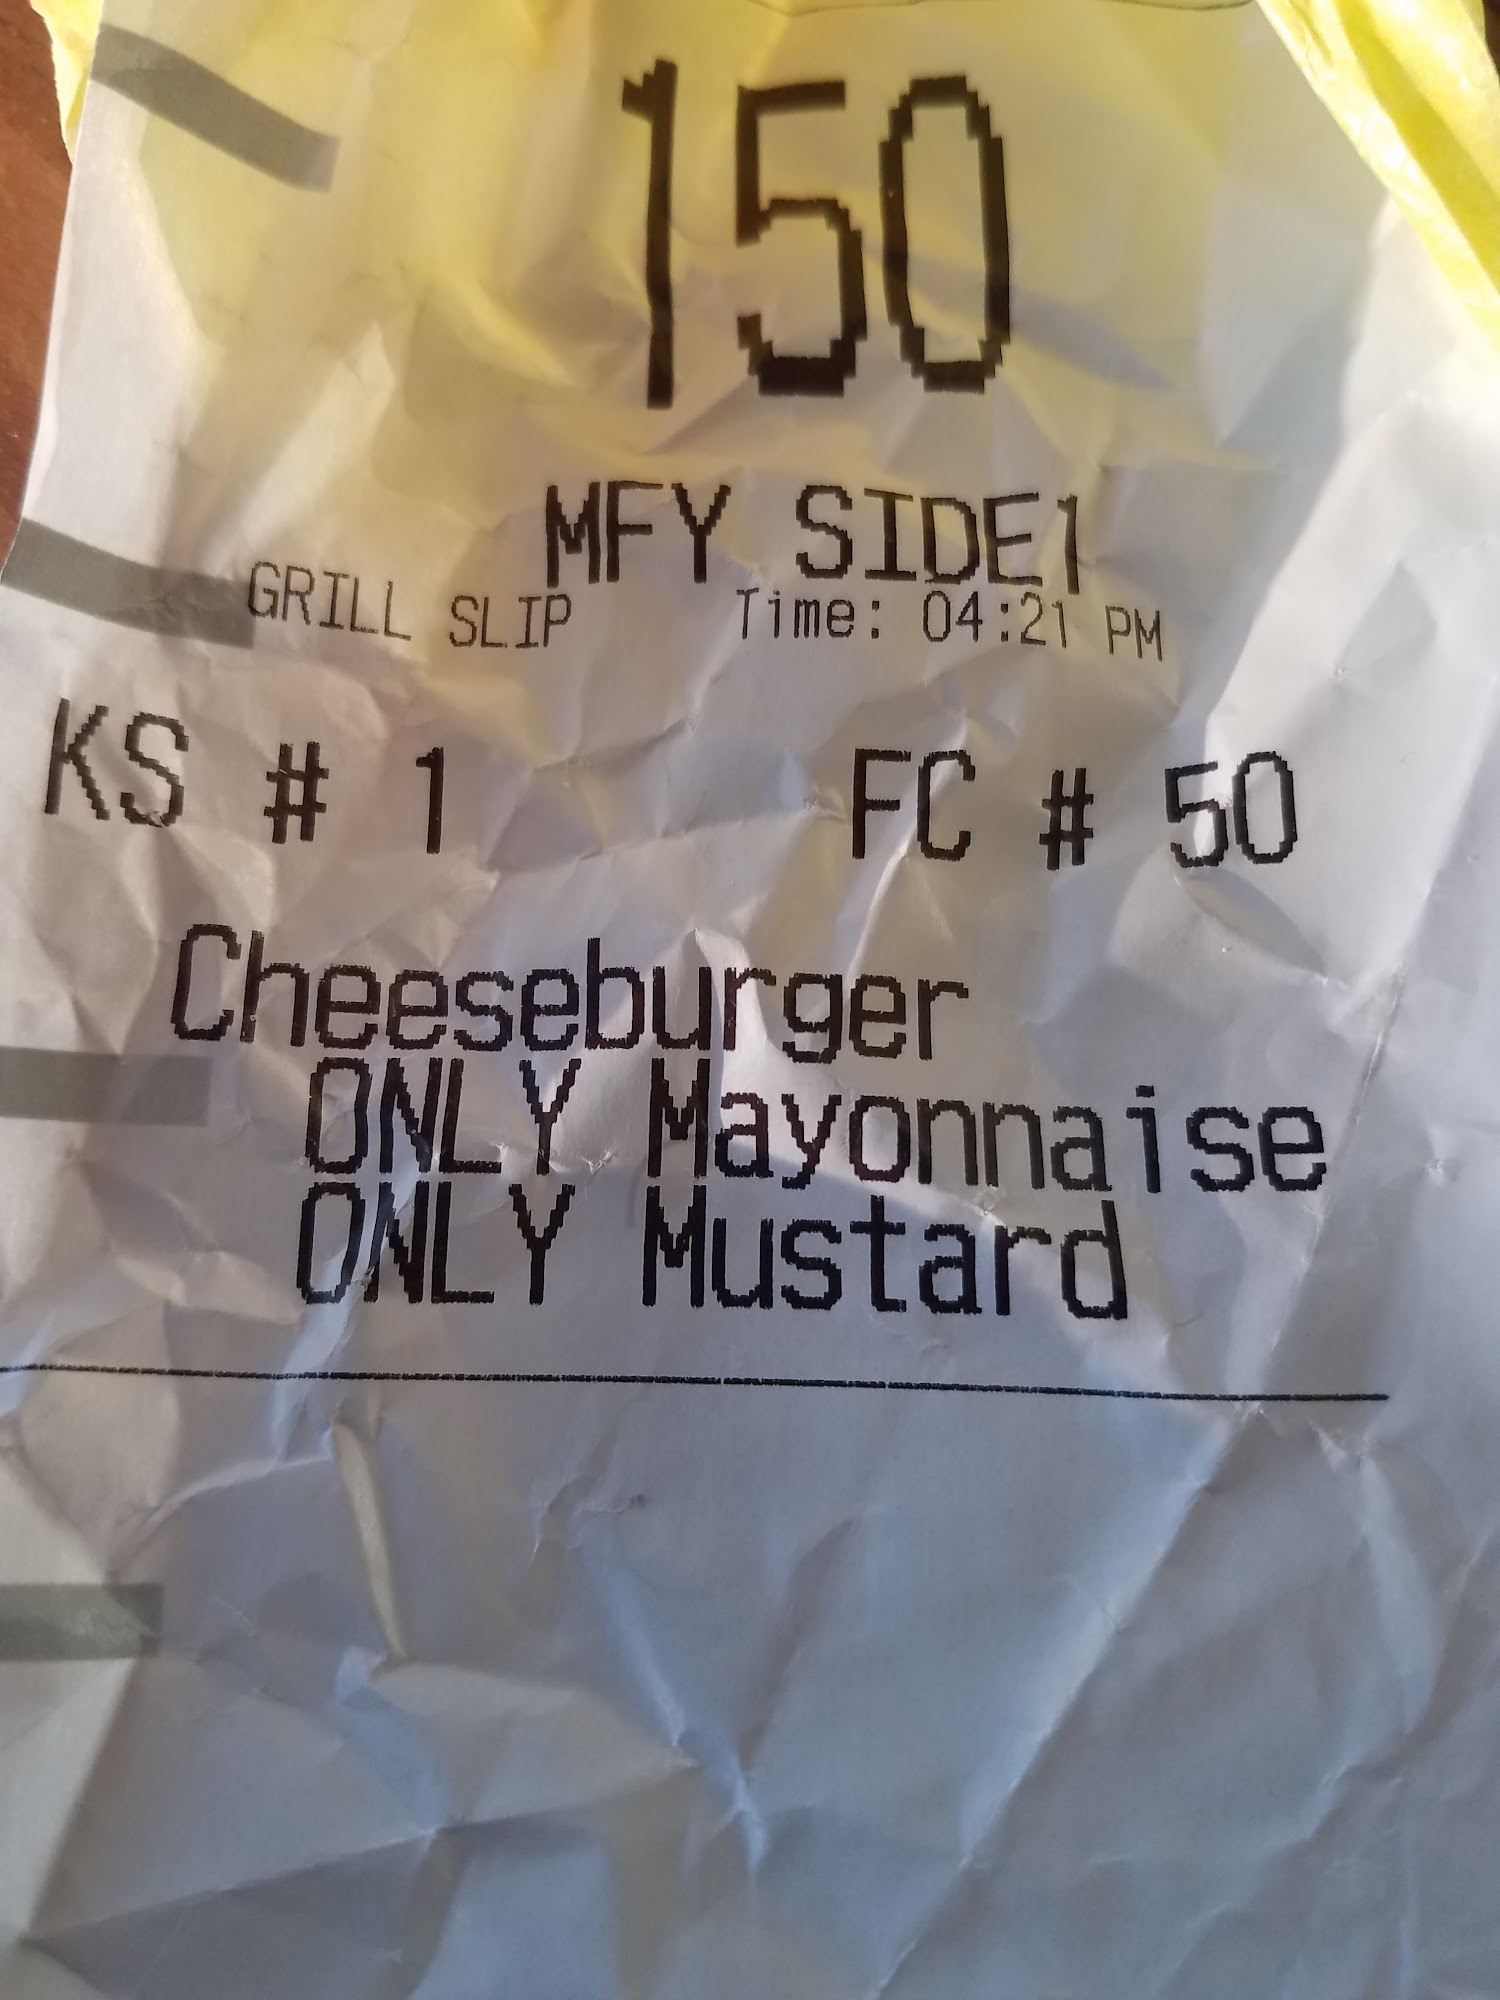 150
MFY SIDE1
GRILL SLIP Time: 04:21 PM
KS # 1 FC # 50
Cheeseburger
ONLY Mayonnaise
ONLY Mustard